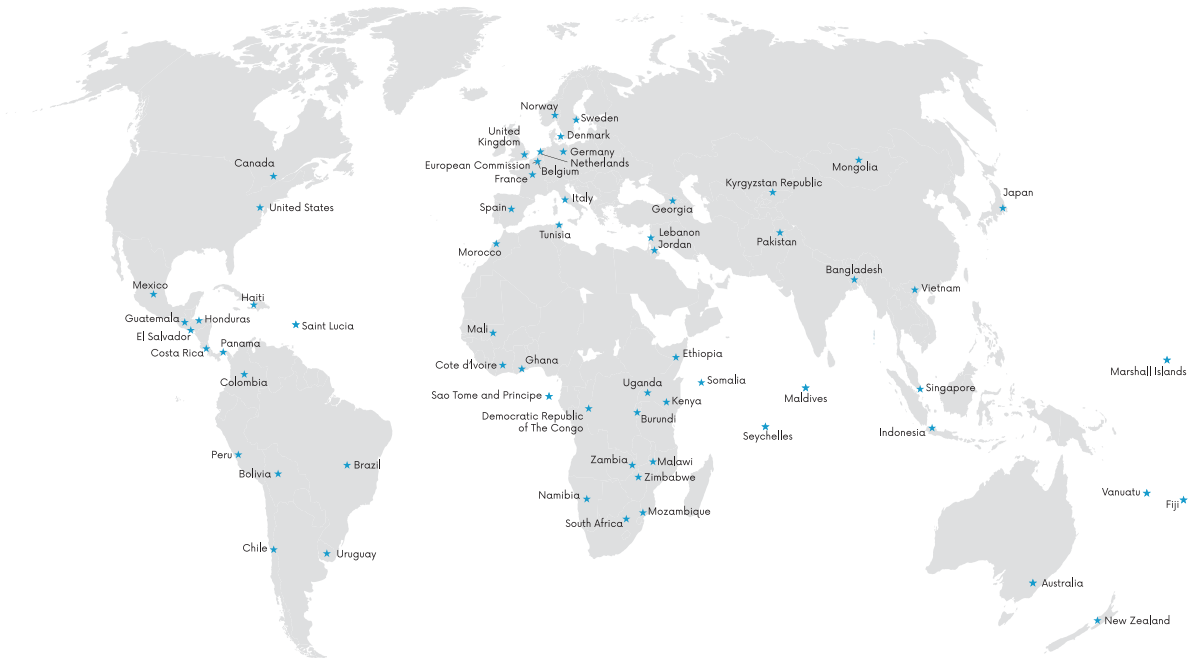 Norway
Sweden
United
Kingdom
Denmark
Germany
Netherlands
European Commission
Belgium
France
Canada
Mongolia
Kyrgyzstan Republic
Japan
United States
Spain
Italy
Georgia
Tunisia
Lebanon
Jordan
Pakistan
Morocco
Bangladesh
Vietnam
Mexico
Haiti
Guatemala
Honduras
Saint Lucia
El Salvador
Costa Rica
Panama
Mali
Cote d'Ivoire
Ghana
Ethiopia
Colombia
Somalia
Marshall Islands
Uganda
Sao Tome and Principe
Kenya
Maldives
Singapore
Democratic Republic
of The Congo
Burundi
Seychelles
Indonesia
Peru
Bolivia
Brazil
Zambia
Malawi
Zimbabwe
Namibia
Vanuatu
Fiji
South Africa
Mozambique
Chile
Uruguay
Australia
New Zealand